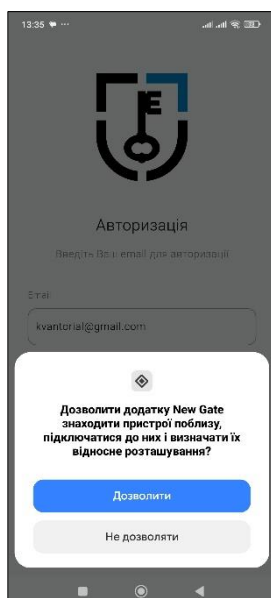 13:35
E
Авторизація
Введіть Ваш email для авторизації
Email
kvantorial@gmail.com
Дозволити додатку New Gate
знаходити пристрої поблизу,
підключатися до них і визначати їх
відносне розташування?
Дозволити
Не дозволяти